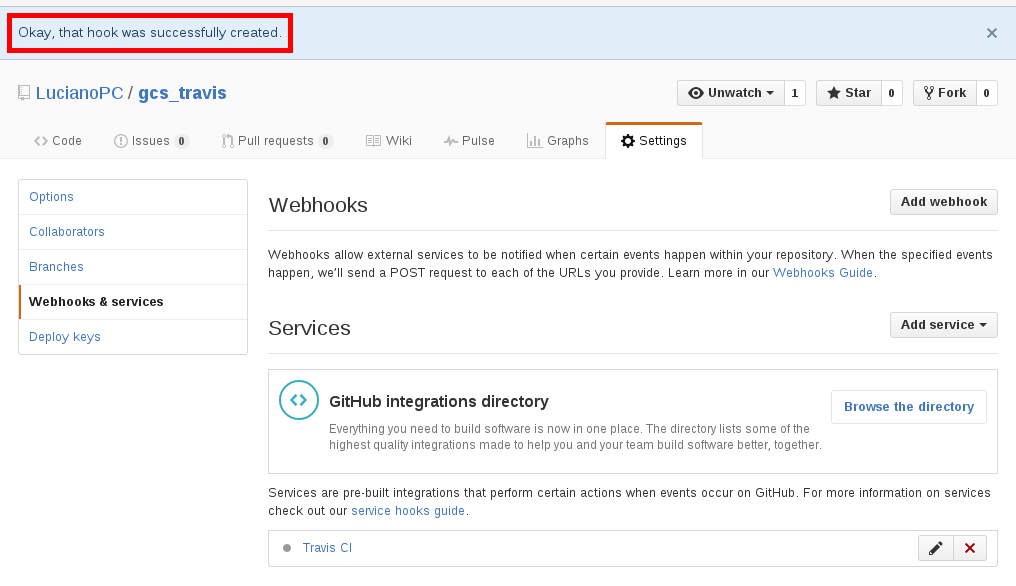 Okay, that hook was successfully created.
LucianoPC / gcs_travis
Unwatch 1 Star 0 Fork 0
Code Issues 0 Pull requests 0 Wiki Pulse Graphs Settings
Options
Collaborators
Branches
Webhooks & services
Deploy keys
Webhooks
Add webhook
Webhooks allow external services to be notified when certain events happen within your repository. When the specified events
happen, we'll send a POST request to each of the URLs you provide. Learn more in our Webhooks Guide.
Services
Add service
GitHub integrations directory
Everything you need to build software is now in one place. The directory lists some of the
highest quality integrations made to help you and your team build software better, together.
Browse the directory
Services are pre-built integrations that perform certain actions when events occur on GitHub. For more information on services
check out our service hooks guide.
Travis CI